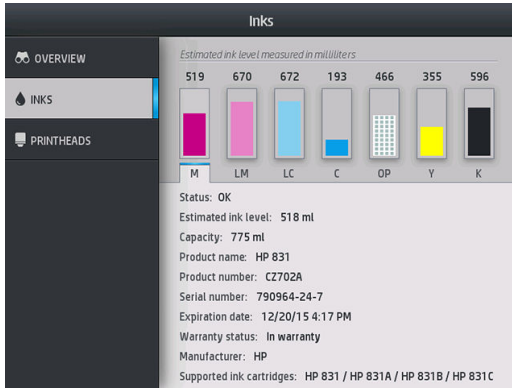 Inks
OVERVIEW
INKS
PRINTHEADS
Estimated ink level measured in milliliters
519 670 672 193 466 355 596
M LM LC C OP Y K
Status: OK
Estimated ink level: 518 ml
Capacity: 775 ml
Product name: HP 831
Product number: CZ702A
Serial number: 790964-24-7
Expiration date: 12/20/15 4:17 PM
Warranty status: In warranty
Manufacturer: HP
Supported ink cartridges: HP 831 / HP 831A / HP 831B / HP 831C